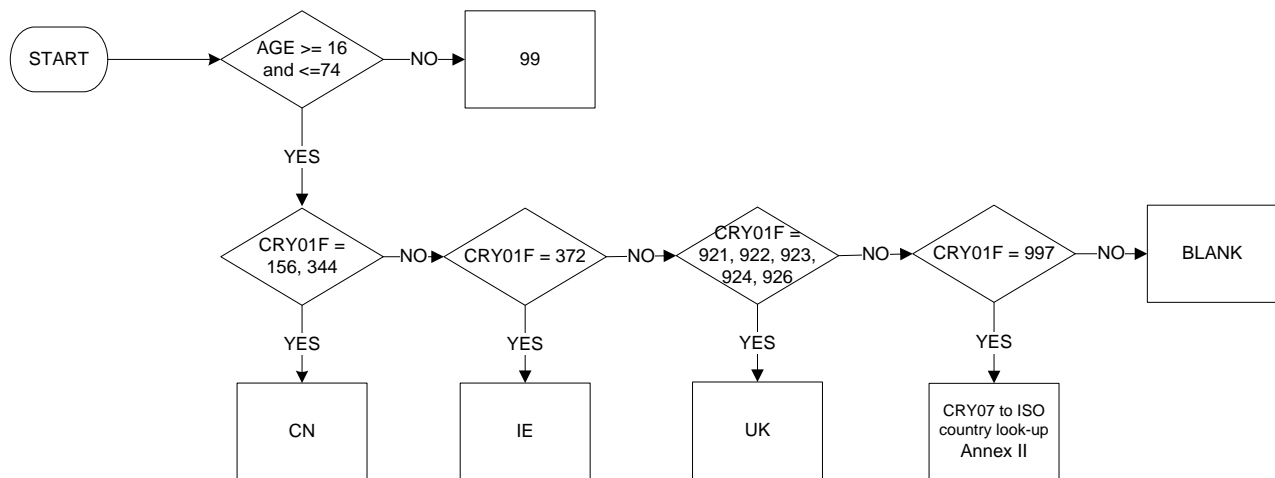 START
AGE >= 16
and <=74
NO
99
YES
CRY01F =
156, 344
NO
CRY01F = 372
NO
CRY01F =
921, 922, 923,
924, 926
NO
CRY01F = 997
NO
BLANK
YES
YES
YES
YES
CN
IE
UK
CRY07 to ISO
country look-up
Annex II